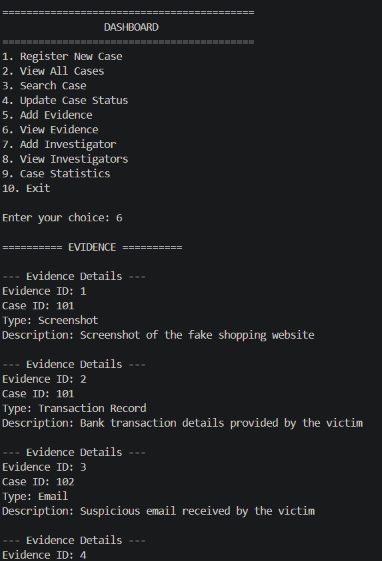 ==========================================
DASHBOARD
==========================================
1. Register New Case
2. View All Cases
3. Search Case
4. Update Case Status
5. Add Evidence
6. View Evidence
7. Add Investigator
8. View Investigators
9. Case Statistics
10. Exit
Enter your choice: 6
========== EVIDENCE ==========
--- Evidence Details ---
Evidence ID: 1
Case ID: 101
Type: Screenshot
Description: Screenshot of the fake shopping website
--- Evidence Details ---
Evidence ID: 2
Case ID: 101
Type: Transaction Record
Description: Bank transaction details provided by the victim
--- Evidence Details ---
Evidence ID: 3
Case ID: 102
Type: Email
Description: Suspicious email received by the victim
--- Evidence Details ---
Evidence ID: 4